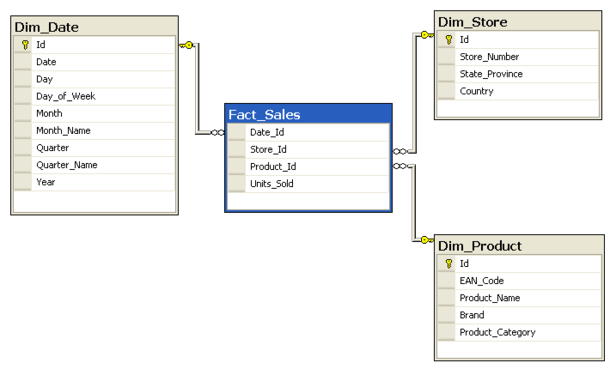 Dim_Date
Id
Date
Day
Day_of_Week
Month
Month_Name
Quarter
Quarter_Name
Year
Fact_Sales
Date_Id
Store_Id
Product_Id
Units_Sold
Dim_Store
Id
Store_Number
State_Province
Country
Dim_Product
Id
EAN_Code
Product_Name
Brand
Product_Category